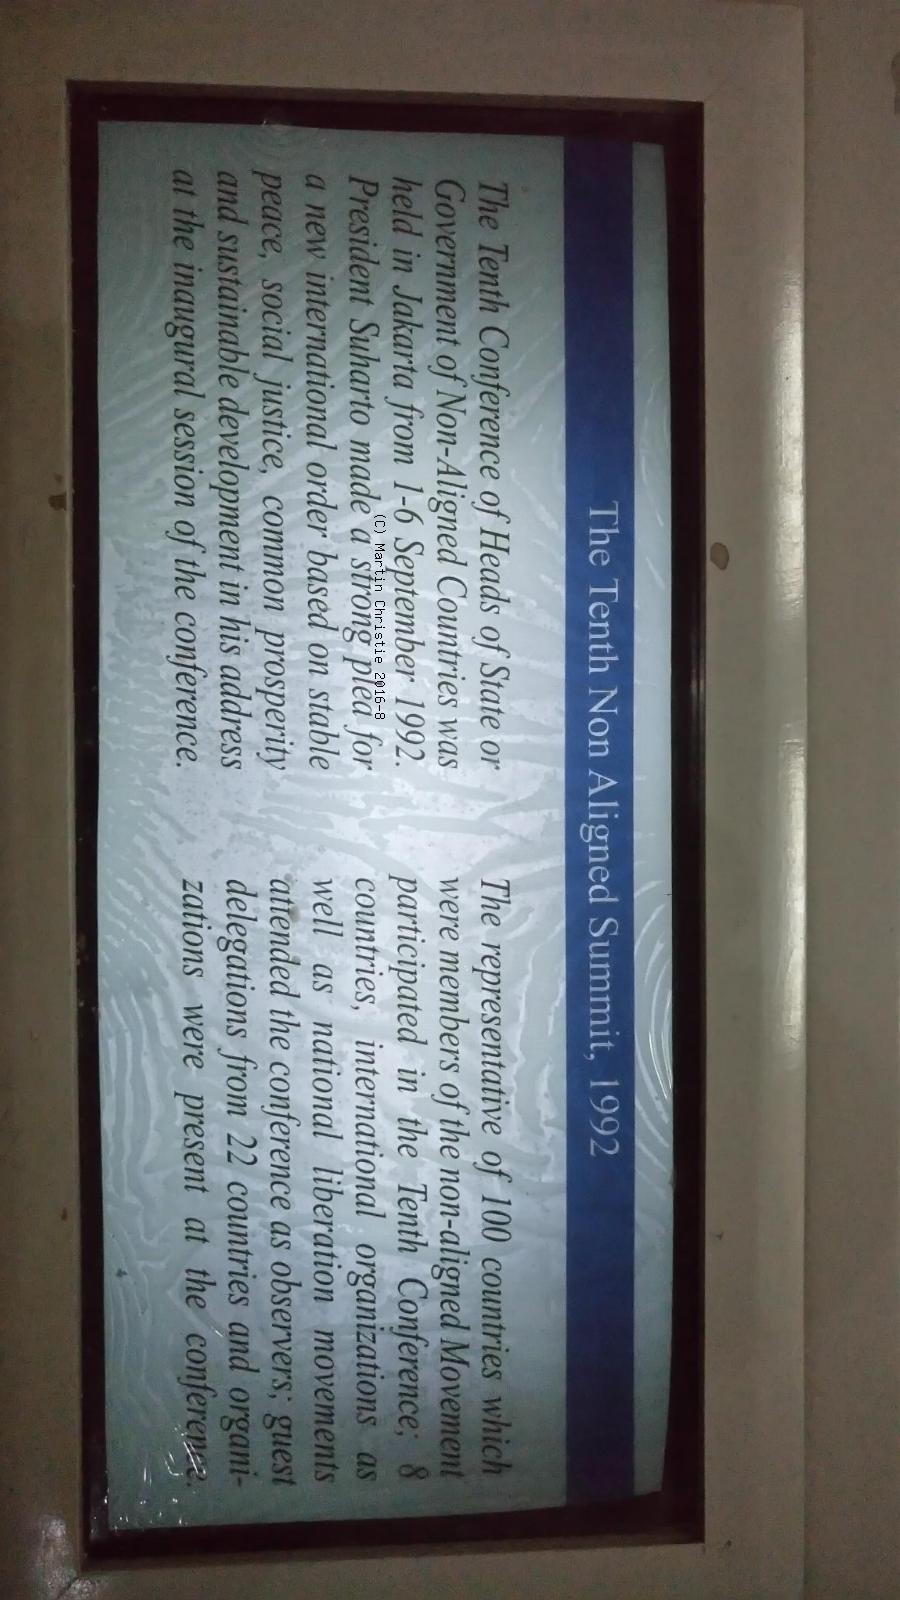 The Tenth Non Aligned Summit, 1992
The Tenth Conference of Heads of State or
Government of Non-Aligned Countries was
held in Jakarta from 1-6 September 1992.
President Suharto made a strong plea for
a new international order based on stable
peace, social justice, common prosperity
and sustainable development in his address
at the inaugural session of the conference.
The representative of 100 countries which
were members of the non-aligned Movement
participated in the Tenth Conference; 8
countries, international organizations as
well as national liberation movements
attended the conference as observers; guest
delegations from 22 countries and organi-
zations were present at the conference.
(C) Martin Christie 2016-8